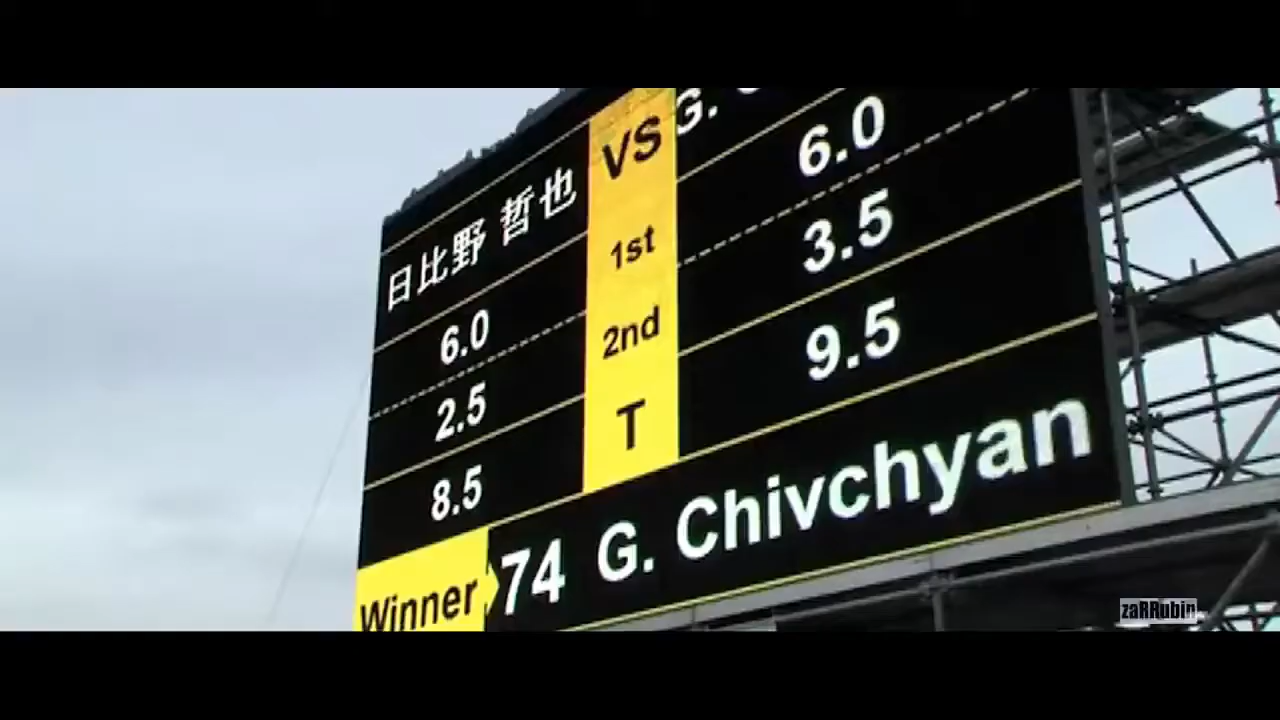 日比野 哲也 VS G.
6.0 1st 6.0
2.5 2nd 3.5
8.5 T 9.5
Winner 74 G. Chivchyan
zaRRubin